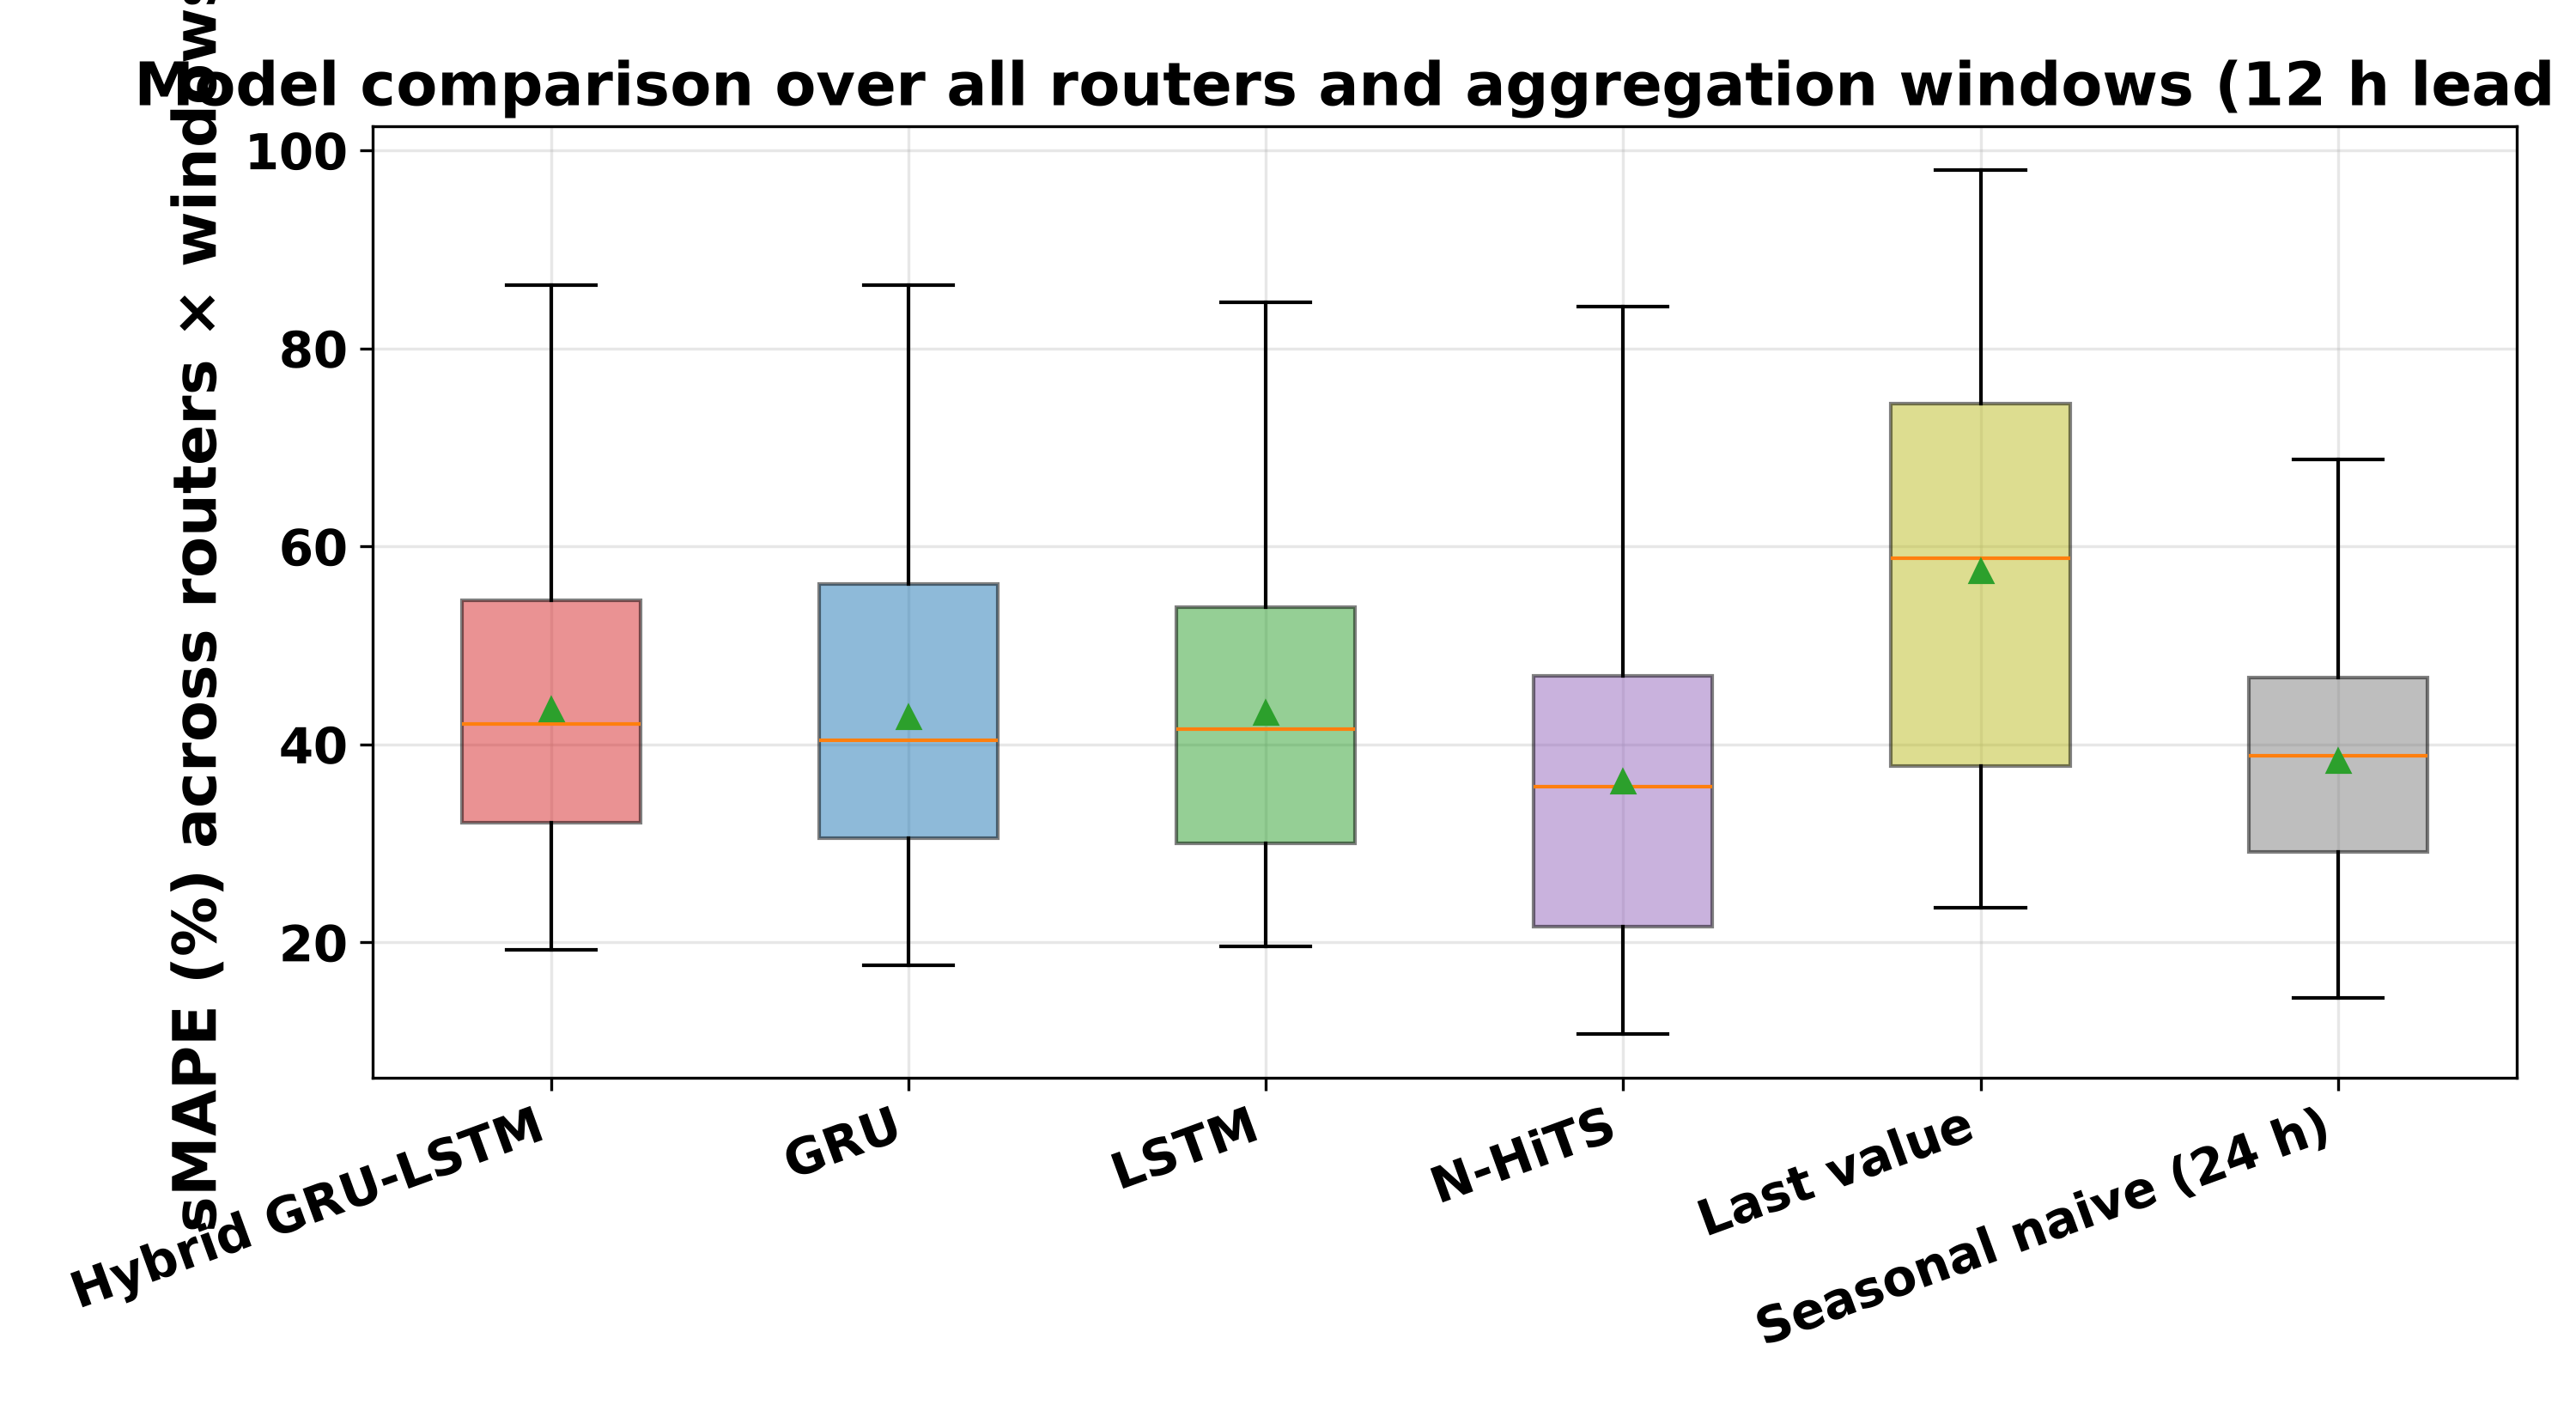 Model comparison over all routers and aggregation windows (12 h lead
sMAPE (%) across routers × windows
100
80
60
40
20
Hybrid GRU-LSTM
GRU
LSTM
N-HiTS
Last value
Seasonal naive (24 h)